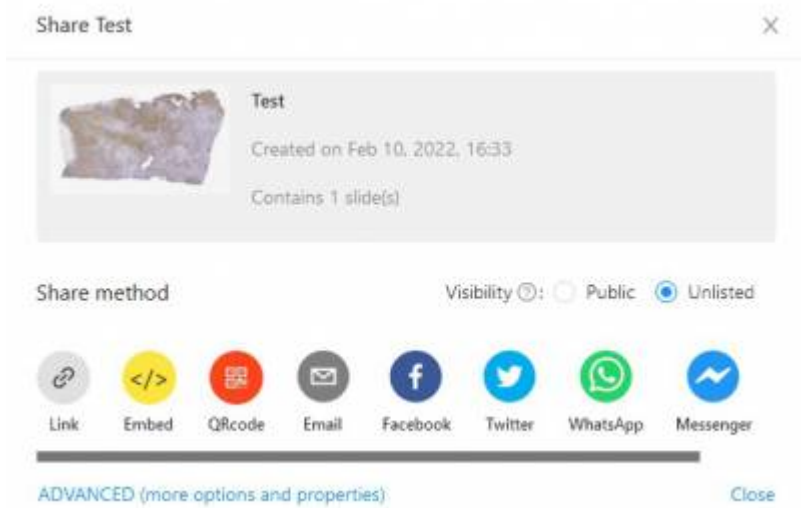 Share Test
Test
Created on Feb 10, 2022, 16:33
Contains 1 slide(s)
Share method
Visibility ?: Public Unlisted
</> 
Link Embed QRcode Email Facebook Twitter WhatsApp Messenger
ADVANCED (more options and properties) Close